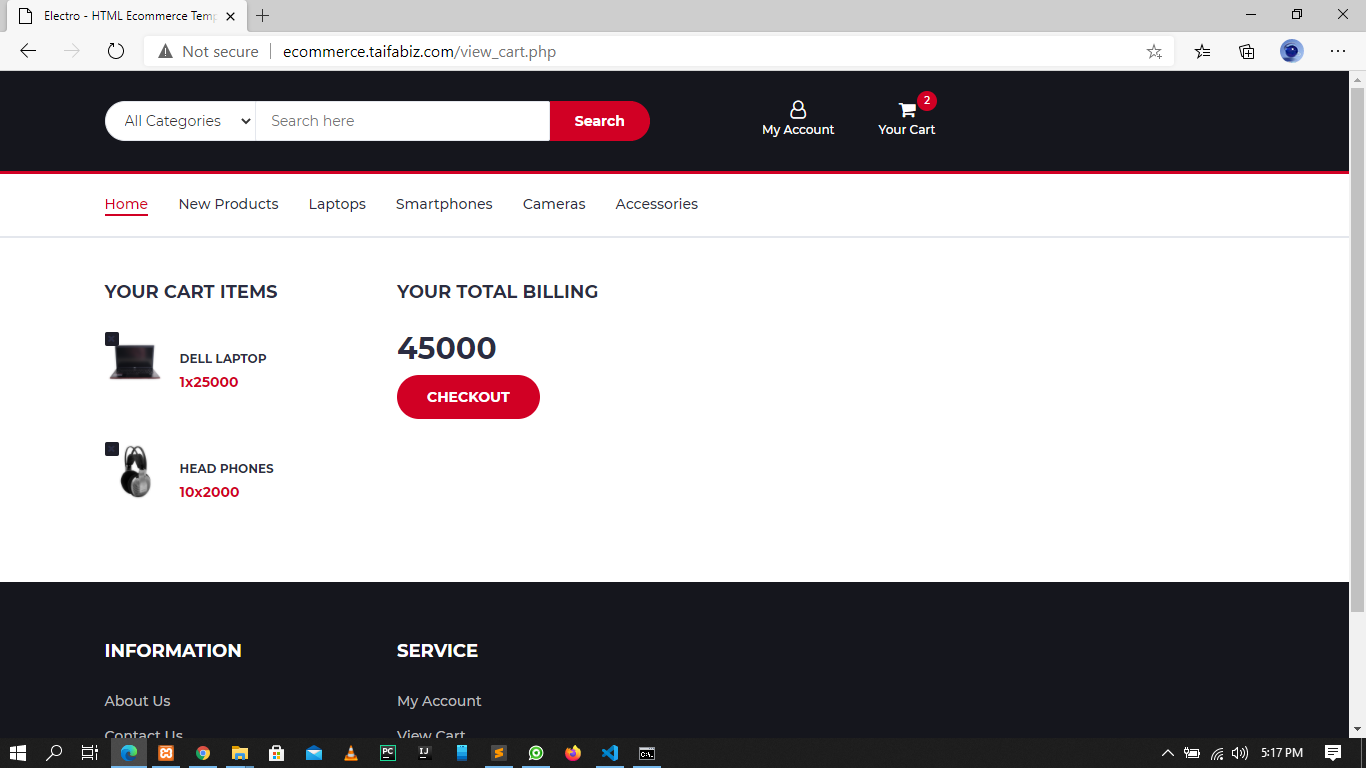 Electro - HTML Ecommerce Temp
Not secure
ecommerce.taifabiz.com/view_cart.php
All Categories
Search here
Search
My Account
2
Your Cart
Home
New Products
Laptops
Smartphones
Cameras
Accessories
YOUR CART ITEMS
DELL LAPTOP
1x25000
HEAD PHONES
10x2000
YOUR TOTAL BILLING
45000
CHECKOUT
INFORMATION
About Us
Contact Us
SERVICE
My Account
View Cart
PC
IJ
C:\.
5:17 PM